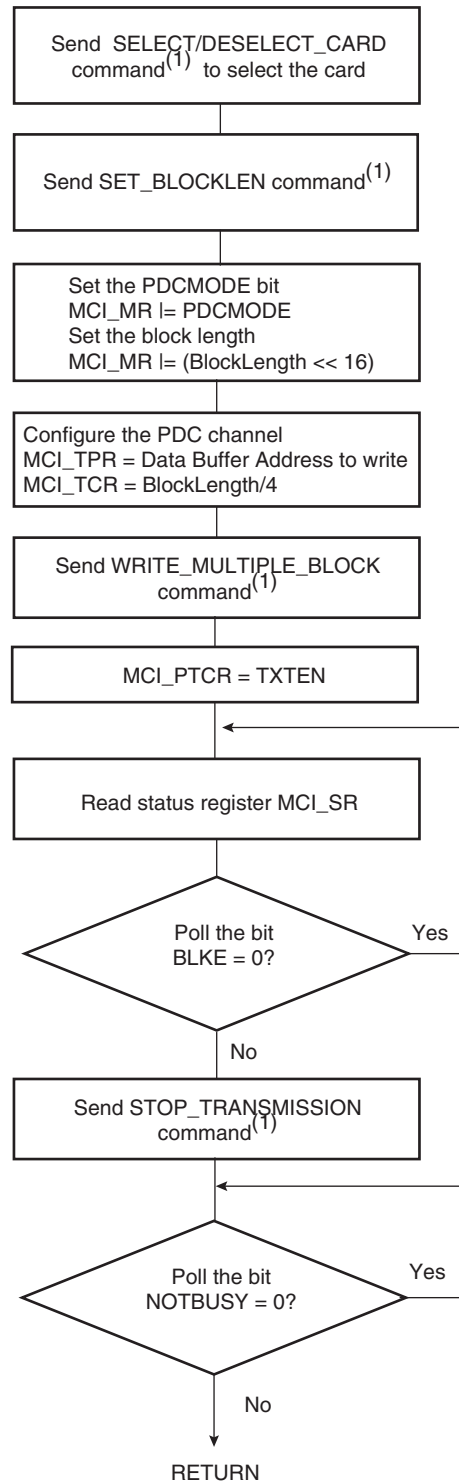 Send SELECT/DESELECT_CARD
command(1) to select the card
Send SET_BLOCKLEN command(1)
Set the PDCMODE bit
MCI_MR |= PDCMODE
Set the block length
MCI_MR |= (BlockLength << 16)
Configure the PDC channel
MCI_TPR = Data Buffer Address to write
MCI_TCR = BlockLength/4
Send WRITE_MULTIPLE_BLOCK
command(1)
MCI_PTCR = TXTEN
Read status register MCI_SR
Poll the bit
BLKE = 0?
Yes
No
Send STOP_TRANSMISSION
command(1)
Poll the bit
NOTBUSY = 0?
Yes
No
RETURN